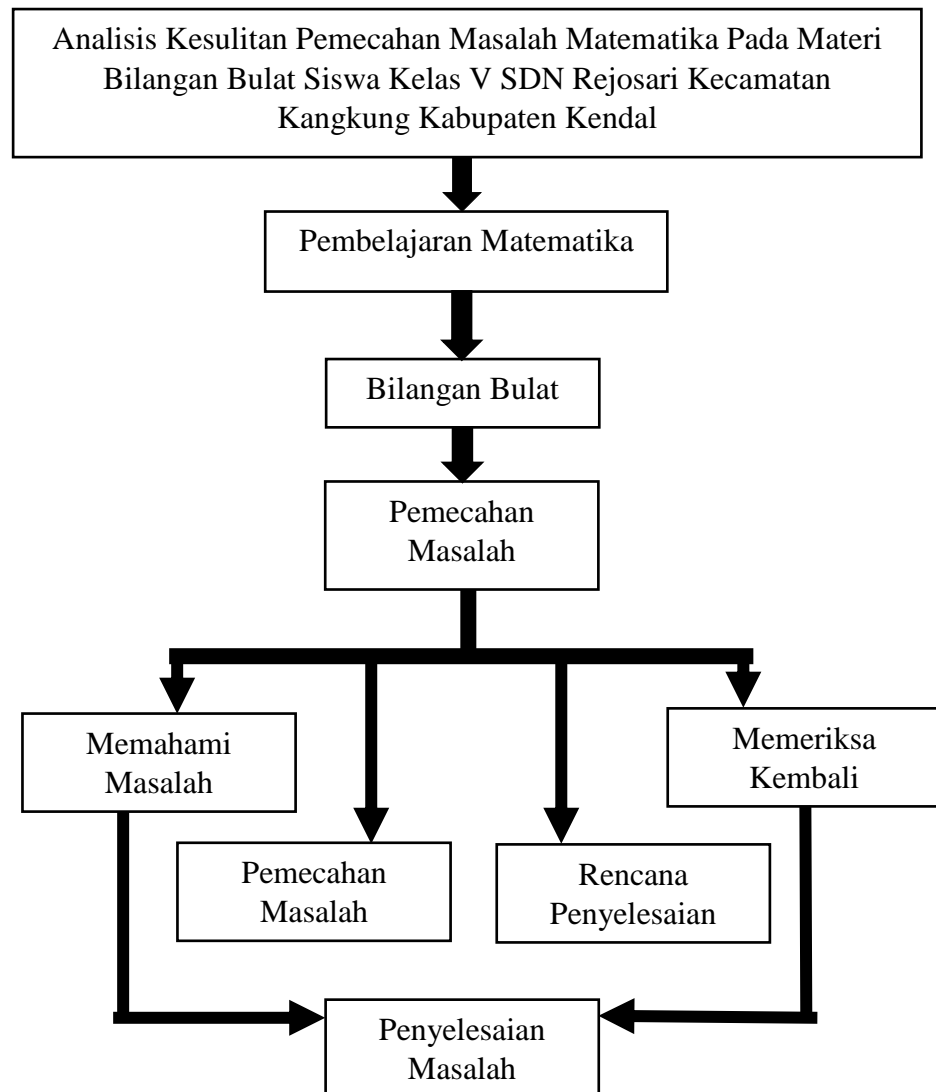 Analisis Kesulitan Pemecahan Masalah Matematika Pada Materi
Bilangan Bulat Siswa Kelas V SDN Rejosari Kecamatan
Kangkung Kabupaten Kendal
Pembelajaran Matematika
Bilangan Bulat
Pemecahan
Masalah
Memahami
Masalah
Memeriksa
Kembali
Pemecahan
Masalah
Rencana
Penyelesaian
Penyelesaian
Masalah